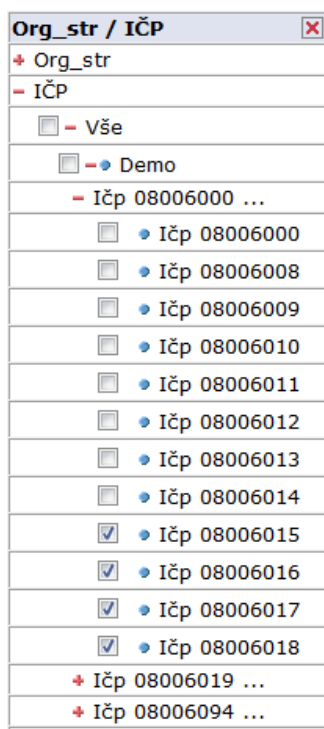 Org_str / IČP
Org_str
IČP
Vše
Demo
Ičp 08006000 ...
Ičp 08006000
Ičp 08006008
Ičp 08006009
Ičp 08006010
Ičp 08006011
Ičp 08006012
Ičp 08006013
Ičp 08006014
Ičp 08006015
Ičp 08006016
Ičp 08006017
Ičp 08006018
Ičp 08006019 ...
Ičp 08006094 ...